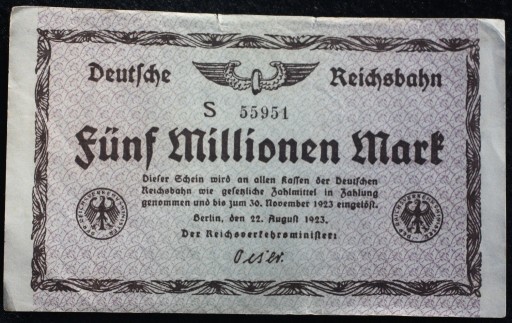 Deutsche Reichsbahn
S 55951
Fünf Millionen Mark
Dieser Schein wird an allen Kassen der Deutschen
Reichsbahn wie gesetzliche Zahlmittel in Zahlung
genommen und bis zum 30. November 1923 eingelöst.
Berlin, den 22. August 1923.
Der Reichsverkehrsminister:
Oeser.